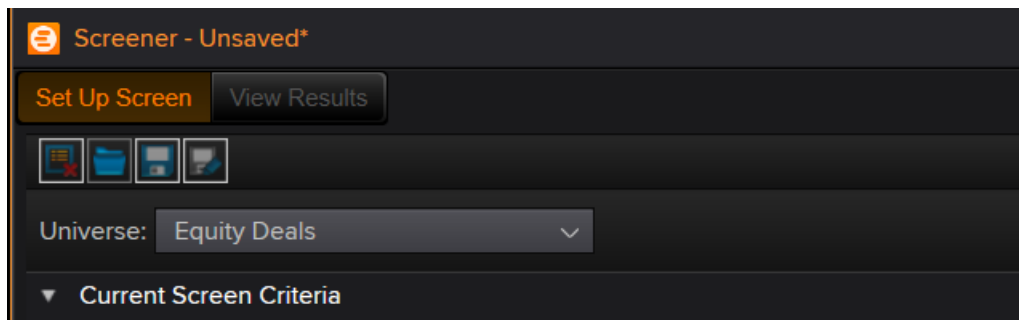 Screener - Unsaved*
Set Up Screen View Results
Universe: Equity Deals
Current Screen Criteria